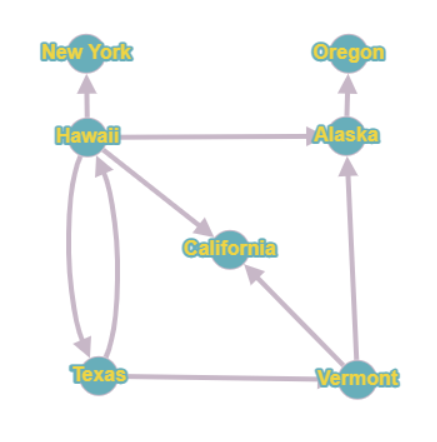 New York
Oregon
Hawaii
Alaska
California
Texas
Vermont